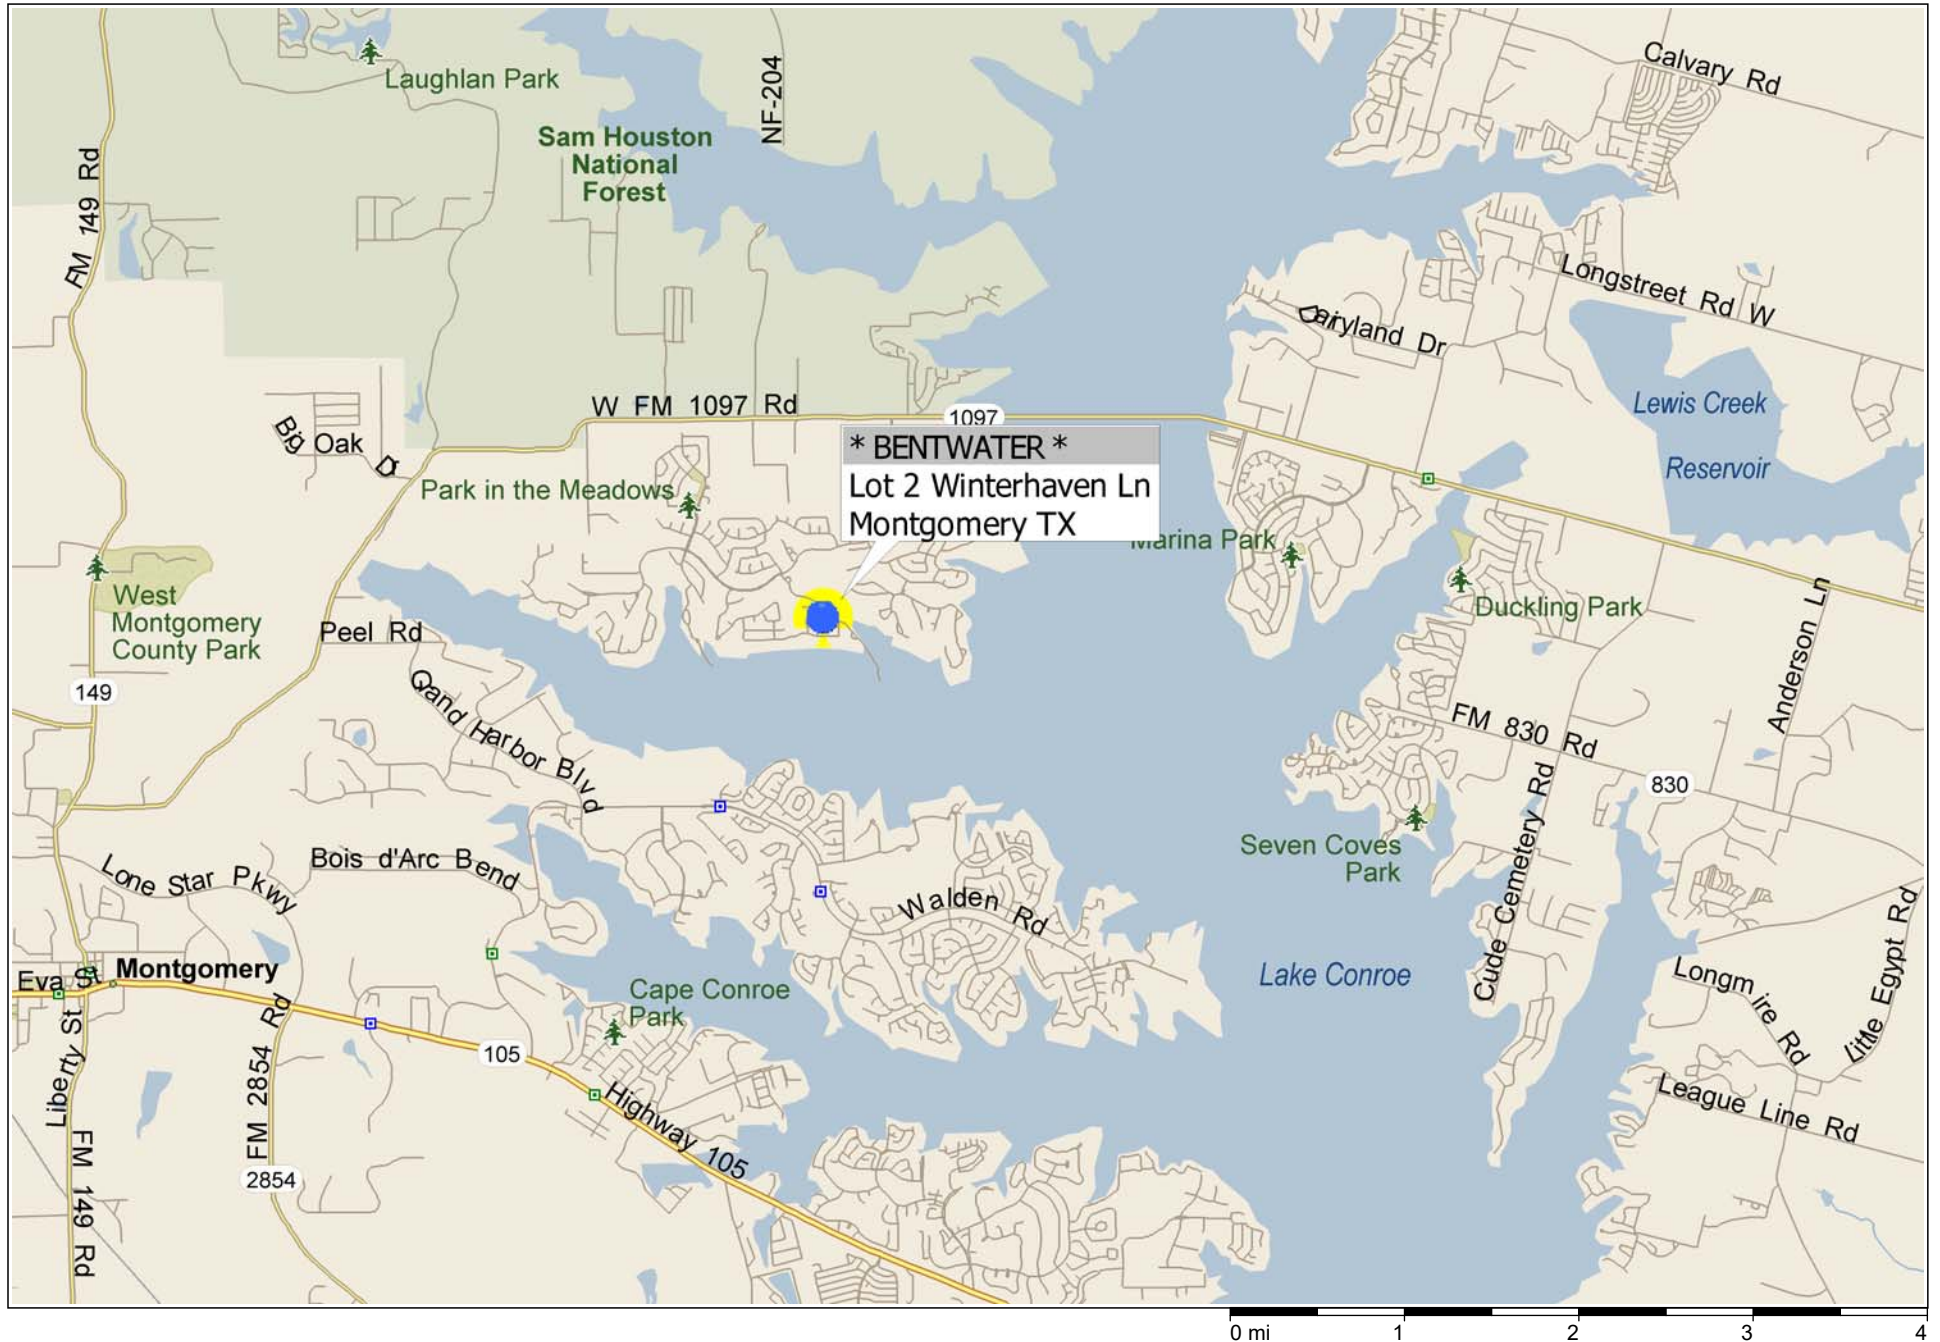 Calvary Rd
Laughlan Park
NF-204
Sam Houston
National
Forest
FM 149 Rd
Longstreet Rd W
Dairyland Dr
Lewis Creek
Reservoir
W FM 1097 Rd
1097
Big Oak Dr
* BENTWATER *
Lot 2 Winterhaven Ln
Montgomery TX
Park in the Meadows
Marina Park
West
Montgomery
County Park
Duckling Park
Peel Rd
Anderson Ln
149
Grand Harbor Blvd
FM 830 Rd
830
Cude Cemetery Rd
Seven Coves
Park
Lone Star Pkwy
Bois d'Arc Bend
Walden Rd
Little Egypt Rd
Eva St
Montgomery
Lake Conroe
Longmire Rd
Cape Conroe
Park
Liberty St
FM 2854 Rd
105
Highway 105
League Line Rd
2854
FM 149 Rd
0 mi 1 2 3 4